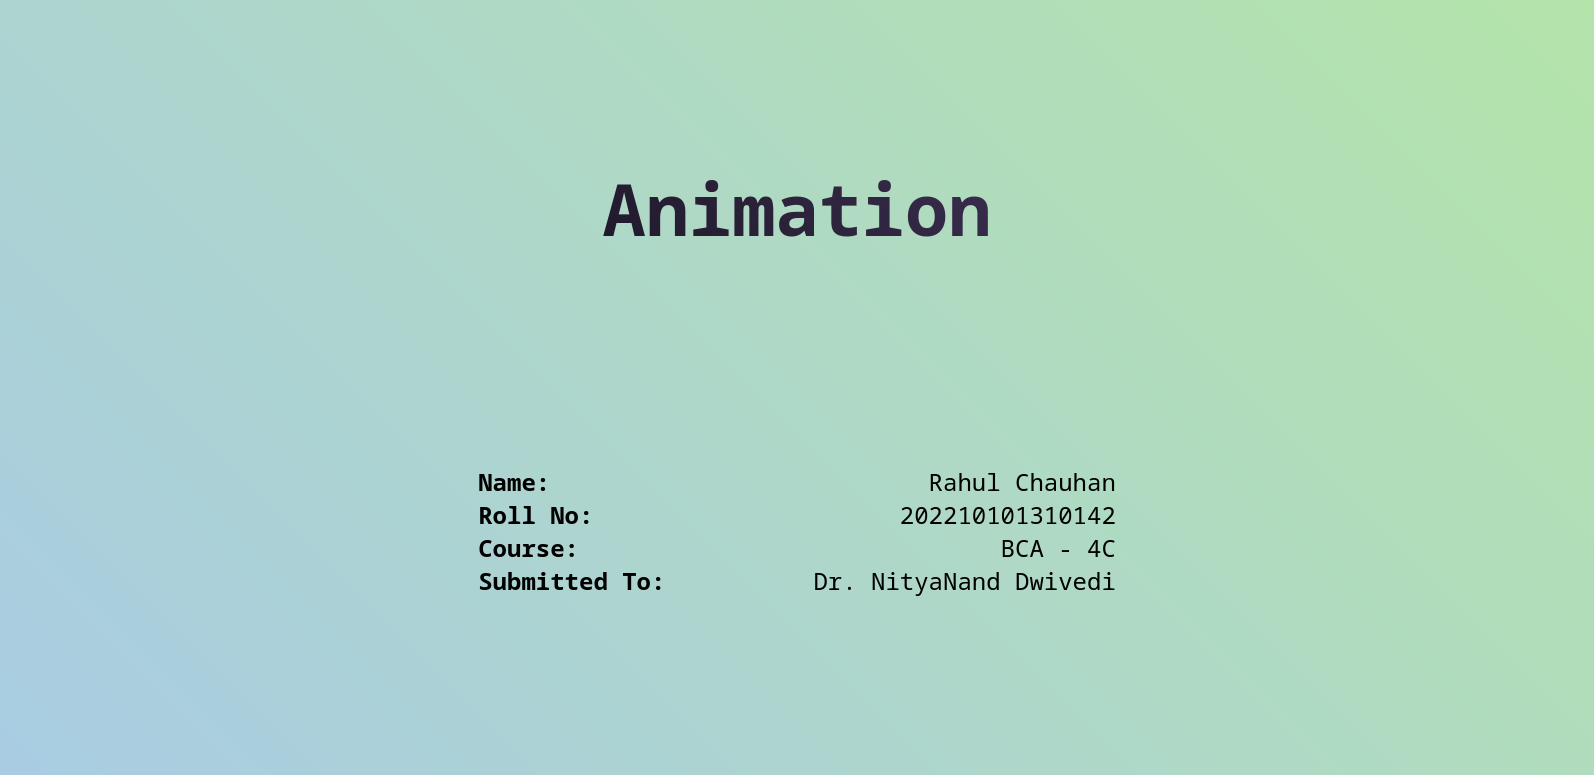 Animation
Name: Rahul Chauhan
Roll No: 202210101310142
Course: BCA - 4C
Submitted To: Dr. NityaNand Dwivedi